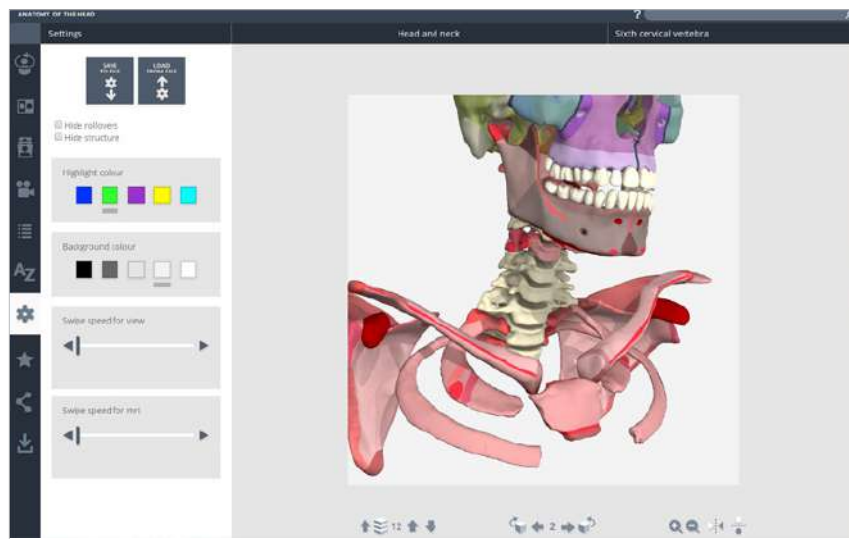 ANATOMY OF THE HEAD
?
Settings
Head and neck
Sixth cervical vertebra
SAVE
LOAD
Hide rollovers
Hide structure
Highlight colour
Background colour
AZ
Swipe speed for view
Swipe speed for mri
12
2